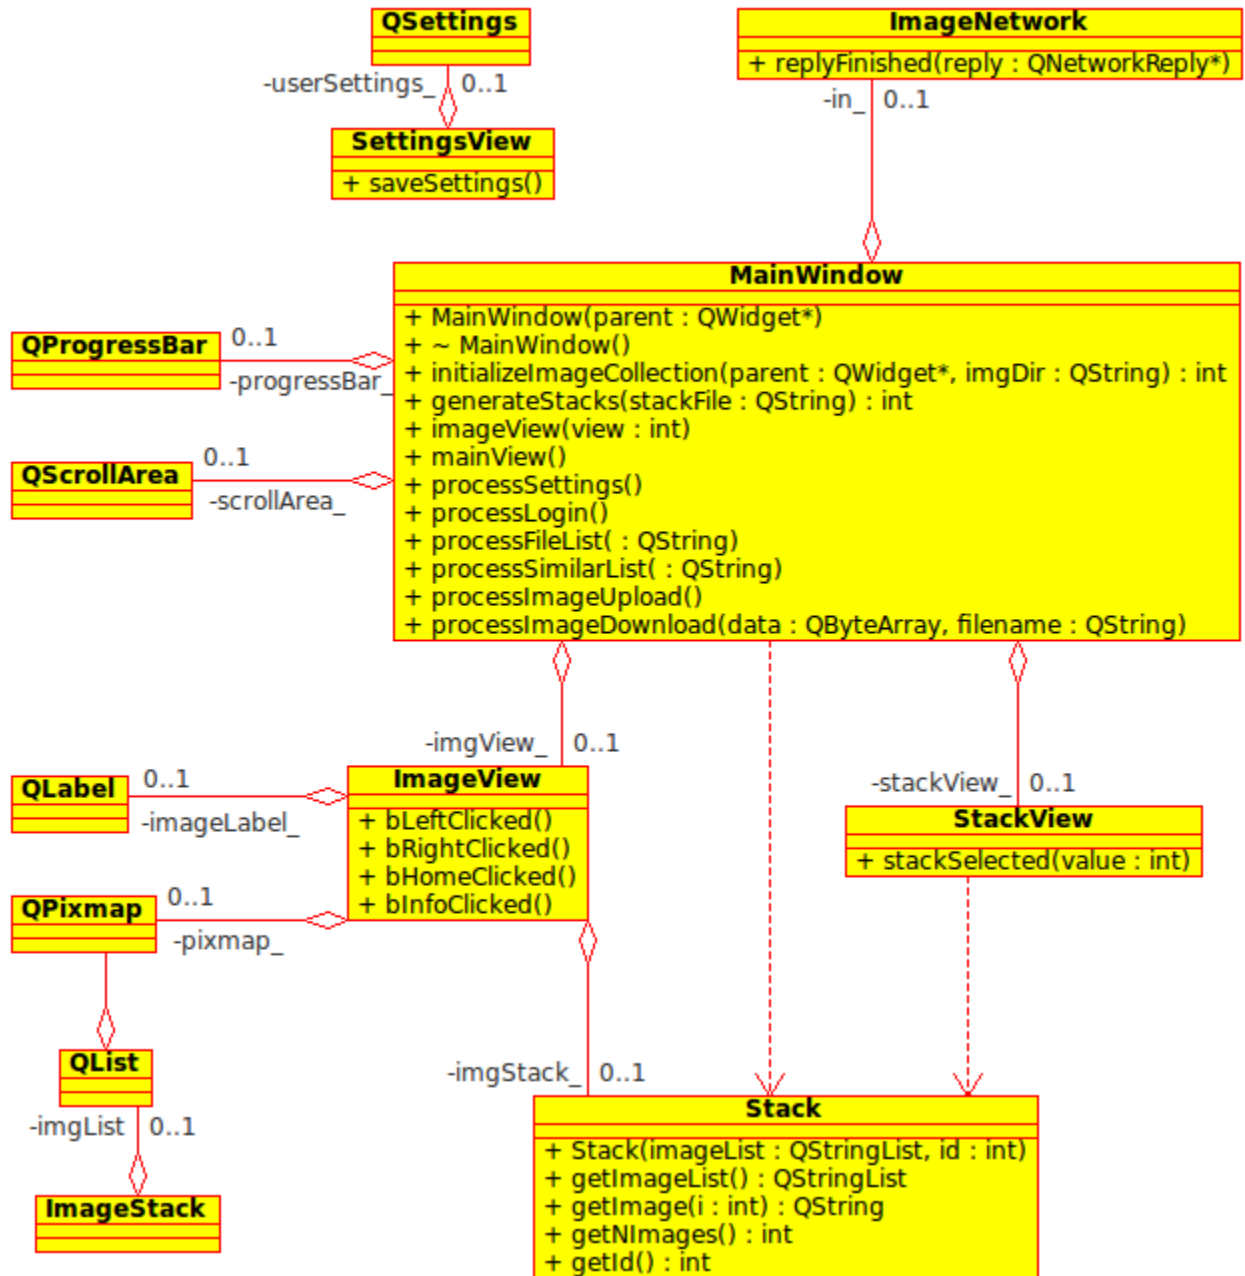 QSettings
-userSettings_ 0..1
SettingsView
+ saveSettings()
ImageNetwork
+ replyFinished(reply : QNetworkReply*)
-in_ 0..1
MainWindow
+ MainWindow(parent : QWidget*)
+ ~ MainWindow()
+ initializeImageCollection(parent : QWidget*, imgDir : QString) : int
+ generateStacks(stackFile : QString) : int
+ imageView(view : int)
+ mainView()
+ processSettings()
+ processLogin()
+ processFileList( : QString)
+ processSimilarList( : QString)
+ processImageUpload()
+ processImageDownload(data : QByteArray, filename : QString)
QProgressBar
0..1
-progressBar_
QScrollArea
0..1
-scrollArea_
-imgView_ 0..1
ImageView
+ bLeftClicked()
+ bRightClicked()
+ bHomeClicked()
+ bInfoClicked()
QLabel
0..1
-imageLabel_
QPixmap
0..1
-pixmap_
-stackView_ 0..1
StackView
+ stackSelected(value : int)
QList
-imgList 0..1
ImageStack
-imgStack_ 0..1
Stack
+ Stack(imageList : QStringList, id : int)
+ getImageList() : QStringList
+ getImage(i : int) : QString
+ getNImages() : int
+ getId() : int